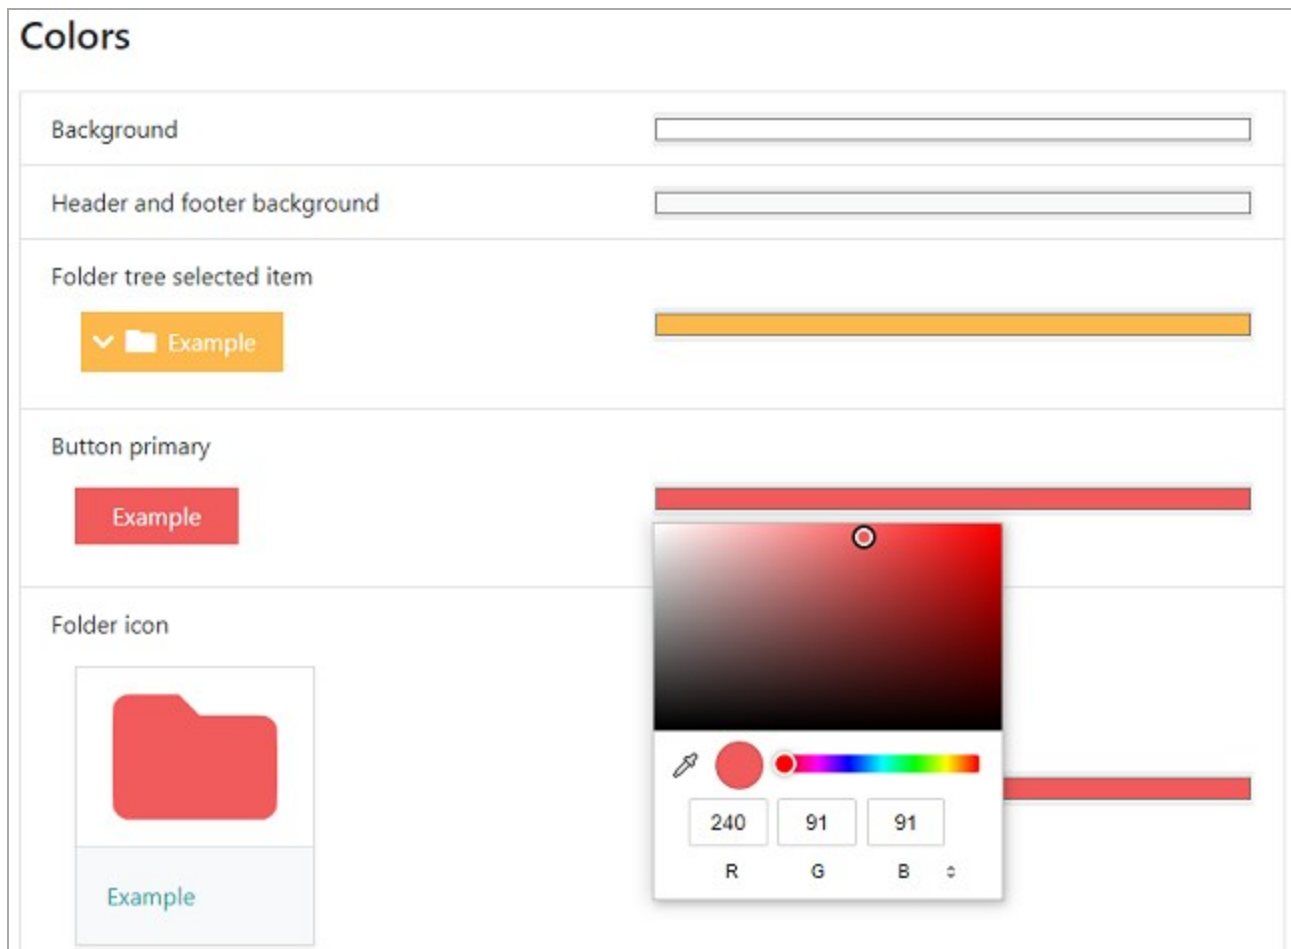 Colors
Background
Header and footer background
Folder tree selected item
Example
Button primary
Example
Folder icon
240 91 91
R G B
Example